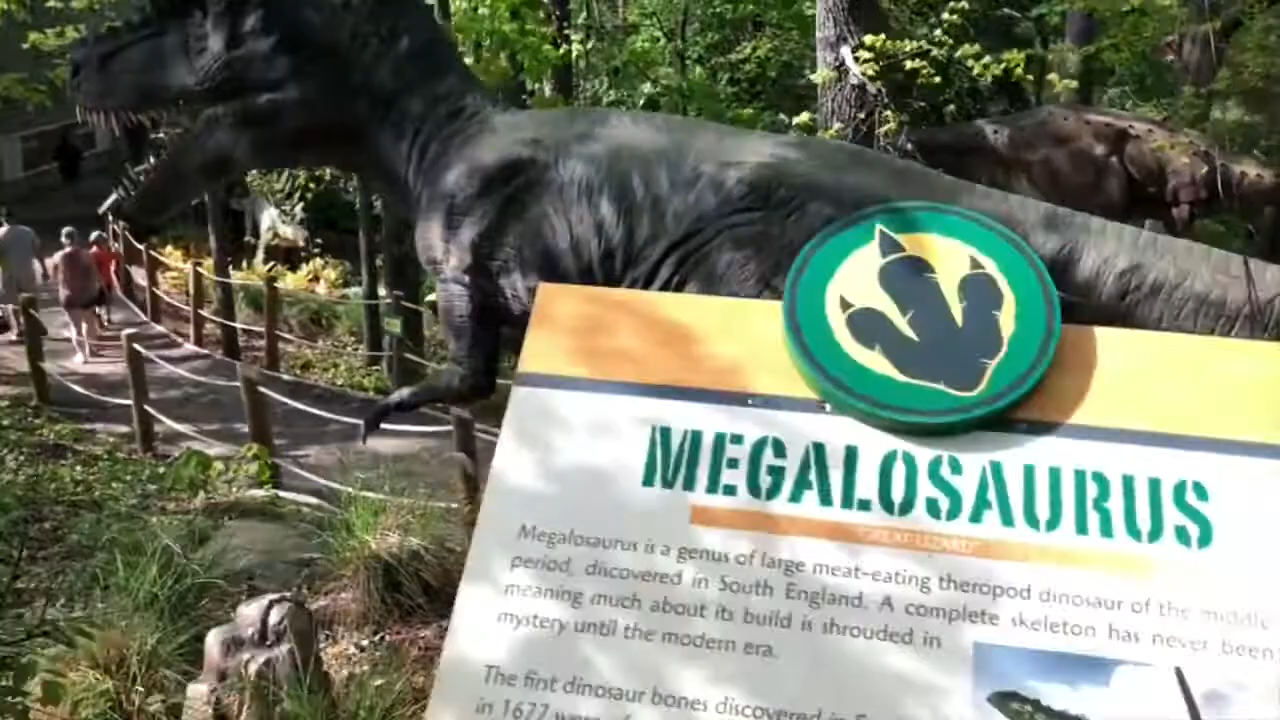 MEGALOSAURUS
"GREAT LIZARD"
Megalosaurus is a genus of large meat-eating theropod dinosaur of the middle
period, discovered in South England. A complete skeleton has never been
meaning much about its build is shrouded in
mystery until the modern era.
The first dinosaur bones discovered in
in 1677 were